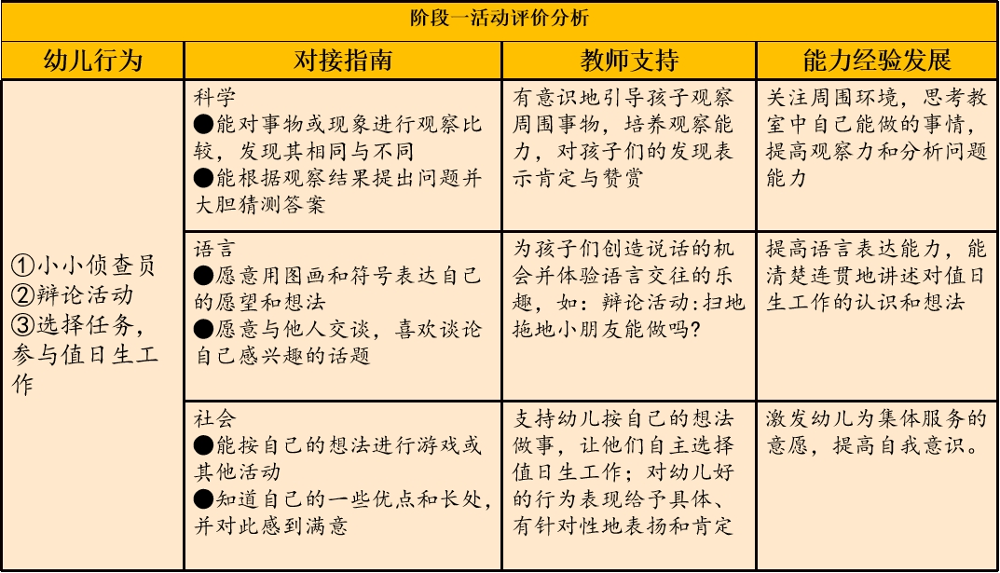 阶段一活动评价分析
幼儿行为
对接指南
教师支持
能力经验发展
①小小侦查员
②辩论活动
③选择任务，
参与值日生工
作
科学
●能对事物或现象进行观察比
较，发现其相同与不同
●能根据观察结果提出问题并
大胆猜测答案
有意识地引导孩子观察
周围事物，培养观察能
力，对孩子们的发现表
示肯定与赞赏
关注周围环境，思考教
室中自己能做的事情，
提高观察力和分析问题
能力
语言
●愿意用图画和符号表达自己
的愿望和想法
●愿意与他人交谈，喜欢谈论
自己感兴趣的话题
为孩子们创造说话的机
会并体验语言交往的乐
趣，如：辩论活动:扫地
拖地小朋友能做吗?
提高语言表达能力，能
清楚连贯地讲述对值日
生工作的认识和想法
社会
●能按自己的想法进行游戏或
其他活动
●知道自己的一些优点和长处，
并对此感到满意
支持幼儿按自己的想法
做事，让他们自主选择
值日生工作；对幼儿好
的行为表现给予具体、
有针对性地表扬和肯定
激发幼儿为集体服务的
意愿，提高自我意识。